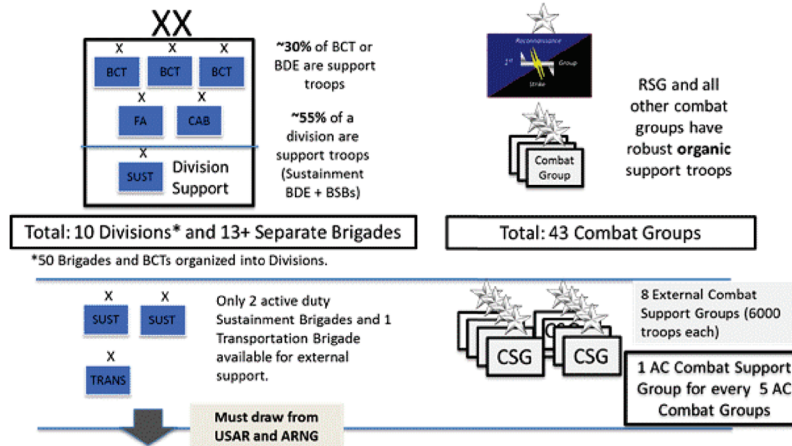 XX
X X X
BCT BCT BCT
X X
FA CAB
X
SUST
Division
Support
~30% of BCT or
BDE are support
troops
~55% of a
division are
support troops
(Sustainment
BDE + BSBs)
Reconnaissance
1st Group
Strike
Combat
Group
RSG and all
other combat
groups have
robust organic
support troops
Total: 10 Divisions* and 13+ Separate Brigades
Total: 43 Combat Groups
*50 Brigades and BCTs organized into Divisions.
X X
SUST SUST
X
TRANS
Only 2 active duty
Sustainment Brigades and 1
Transportation Brigade
available for external
support.
Must draw from
USAR and ARNG
CSG CSG
8 External Combat
Support Groups (6000
troops each)
1 AC Combat Support
Group for every 5 AC
Combat Groups